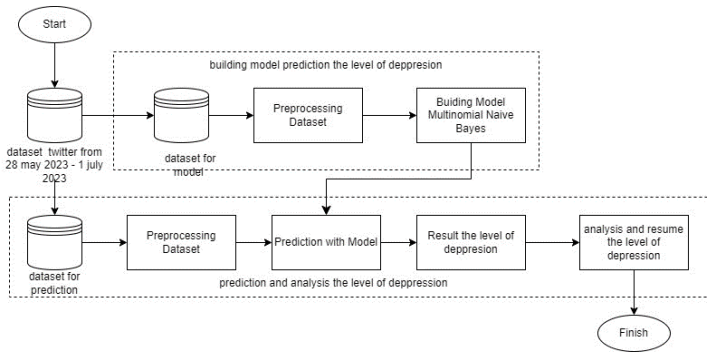 Start
building model prediction the level of deppresion
Preprocessing
Dataset
Buiding Model
Multinomial Naive
Bayes
dataset twitter from
28 may 2023 - 1 july
2023
dataset for
model
Preprocessing
Dataset
Prediction with Model
Result the level of
deppresion
analysis and resume
the level of
depression
dataset for
prediction
prediction and analysis the level of deppression
Finish